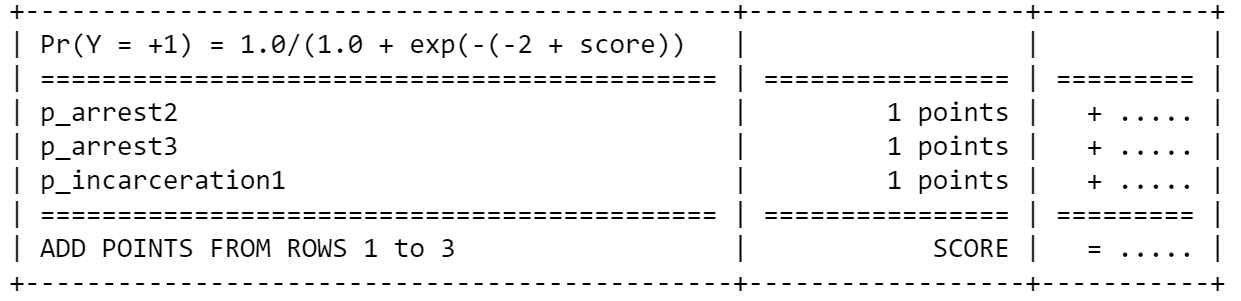 +----------------------------------------------+------------------+-----------+
| Pr(Y = +1) = 1.0/(1.0 + exp(-(-2 + score)) | | |
| ============================================ | ================ | ========= |
| p_arrest2 | 1 points | + ..... |
| p_arrest3 | 1 points | + ..... |
| p_incarceration1 | 1 points | + ..... |
| ============================================ | ================ | ========= |
| ADD POINTS FROM ROWS 1 to 3 | SCORE | = ..... |
+----------------------------------------------+------------------+-----------+